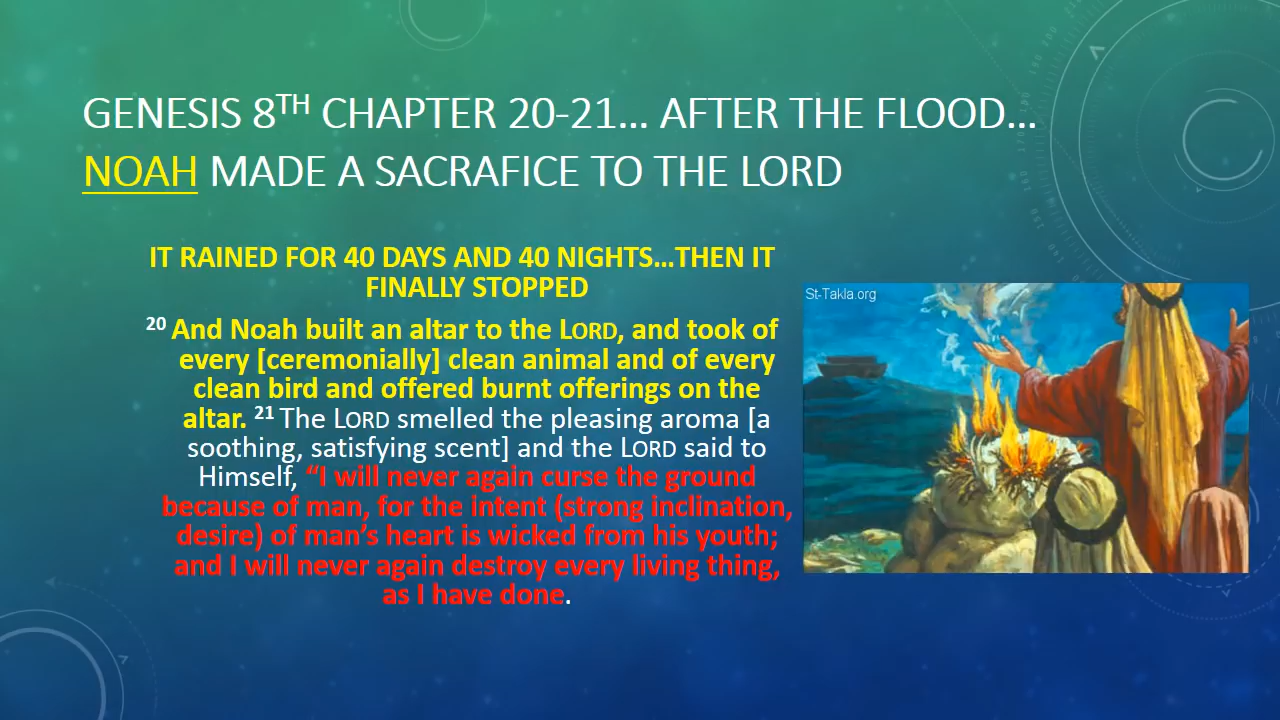 GENESIS 8TH CHAPTER 20-21... AFTER THE FLOOD...
NOAH MADE A SACRAFICE TO THE LORD
IT RAINED FOR 40 DAYS AND 40 NIGHTS...THEN IT
FINALLY STOPPED
20 And Noah built an altar to the LORD, and took of
every [ceremonially] clean animal and of every
clean bird and offered burnt offerings on the
altar. 21 The LORD smelled the pleasing aroma [a
soothing, satisfying scent] and the LORD said to
Himself, “I will never again curse the ground
because of man, for the intent (strong inclination,
desire) of man’s heart is wicked from his youth;
and I will never again destroy every living thing,
as I have done.
St-Takla.org